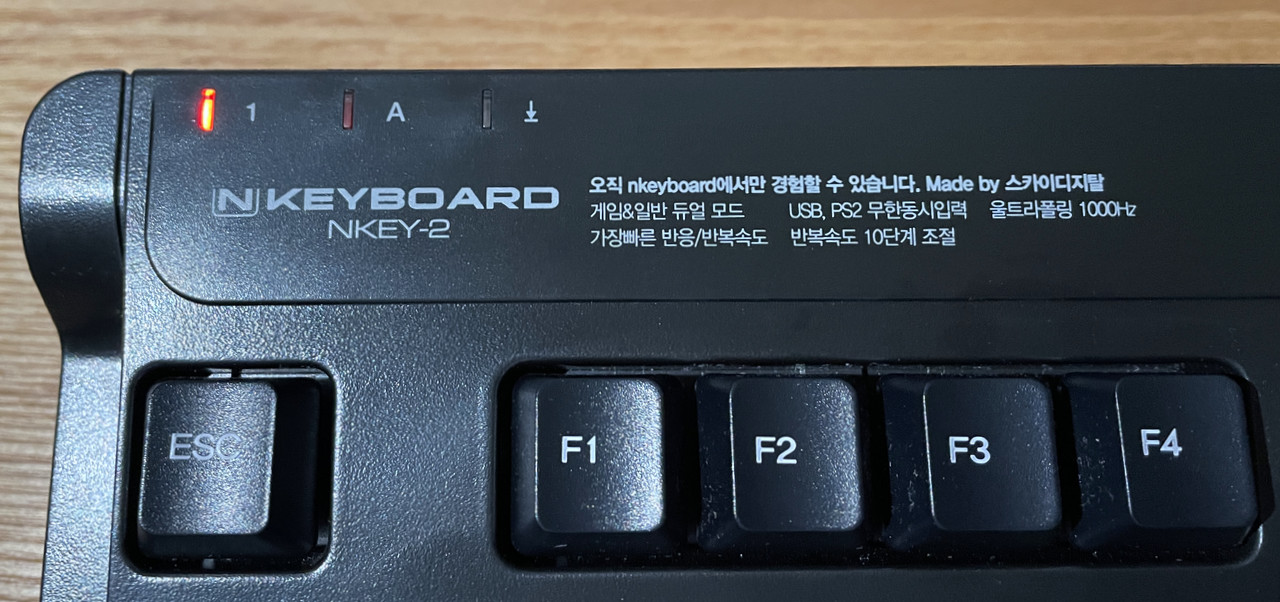 1 A
N KEYBOARD
NKEY-2
오직 nkeyboard에서만 경험할 수 있습니다. Made by 스카이디지탈
게임&일반 듀얼 모드 USB, PS2 무한동시입력 울트라폴링 1000Hz
가장빠른 반응/반복속도 반복속도 10단계 조절
ESC F1 F2 F3 F4